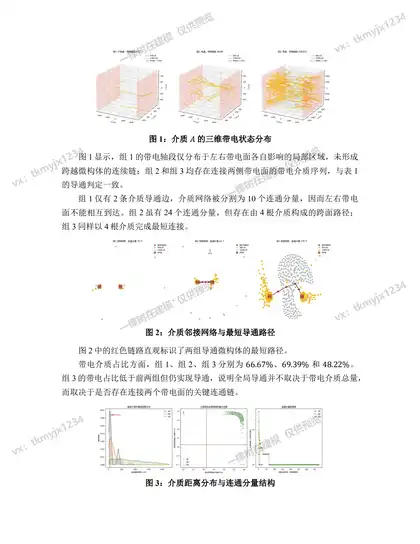 图 1：介质 A 的三维带电状态分布
图 1 显示，组 1 的带电轴段仅分布于左右带电面各自影响的局部区域，未形成
跨越微构体的连续链；组 2 和组 3 均存在连接两侧带电面的带电介质序列，与表 1
的导通判定一致。
组 1 仅有 2 条介质导通边，介质网络被分割为 10 个连通分量，因而左右带电
面不能相互到达。组 2 虽有 24 个连通分量，但存在由 4 根介质构成的跨面路径；
组 3 同样以 4 根介质完成最短连接。
图 2：介质邻接网络与最短导通路径
图 2 中的红色链路直观标识了两组导通微构体的最短路径。
带电介质占比方面，组 1、组 2、组 3 分别为 66.67%、69.39% 和 48.22%。
组 3 的带电占比低于前两组但仍实现导通，说明全局导通并不取决于带电介质总量，
而取决于是否存在连接两个带电面的关键连通链。
图 3：介质距离分布与连通分量结构
vx：tkmyjx1234
vx：tkmyjx1234
vx：tkmyjx1234
vx：tkmyjx1234